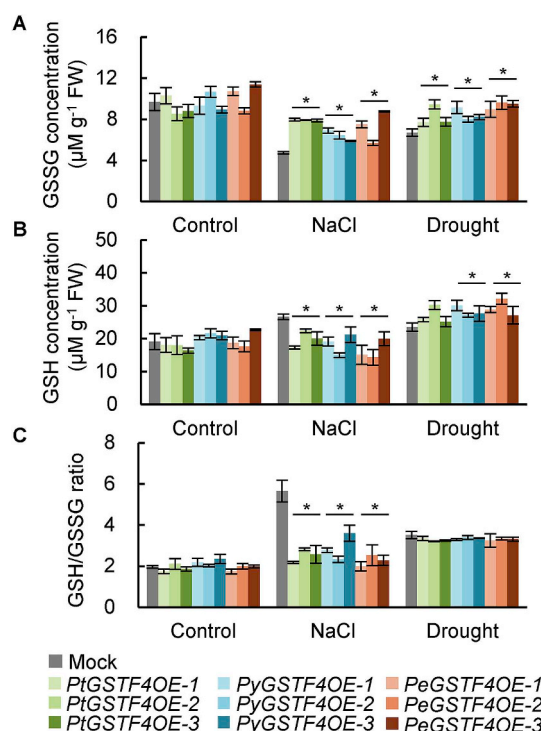 A
GSSG concentration
(μM g⁻¹ FW)
16
12
8
4
0
*
*
*
*
*
*
Control
NaCl
Drought
B
GSH concentration
(μM g⁻¹ FW)
50
40
30
20
10
0
*
*
*
*
*
Control
NaCl
Drought
C
GSH/GSSG ratio
8
6
4
2
0
*
*
*
Control
NaCl
Drought
Mock
PtGSTF4OE-1
PyGSTF4OE-1
PeGSTF4OE-1
PtGSTF4OE-2
PyGSTF4OE-2
PeGSTF4OE-2
PtGSTF4OE-3
PyGSTF4OE-3
PeGSTF4OE-3